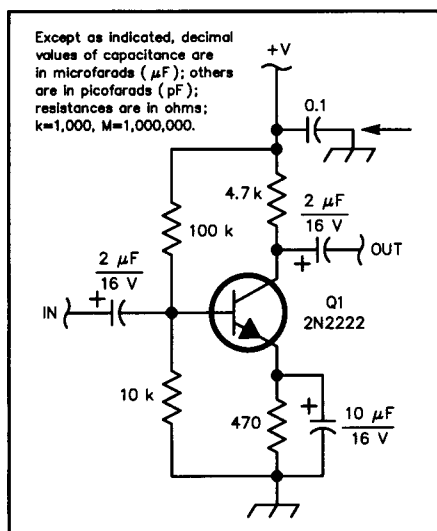 Except as indicated, decimal
values of capacitance are
in microfarads ( μF); others
are in picofarads ( pF);
resistances are in ohms;
k=1,000, M=1,000,000.
+V
0.1
4.7 k
2 μF
16 V
+
OUT
100 k
2 μF
16 V
+
IN
Q1
2N2222
10 k
470
+
10 μF
16 V